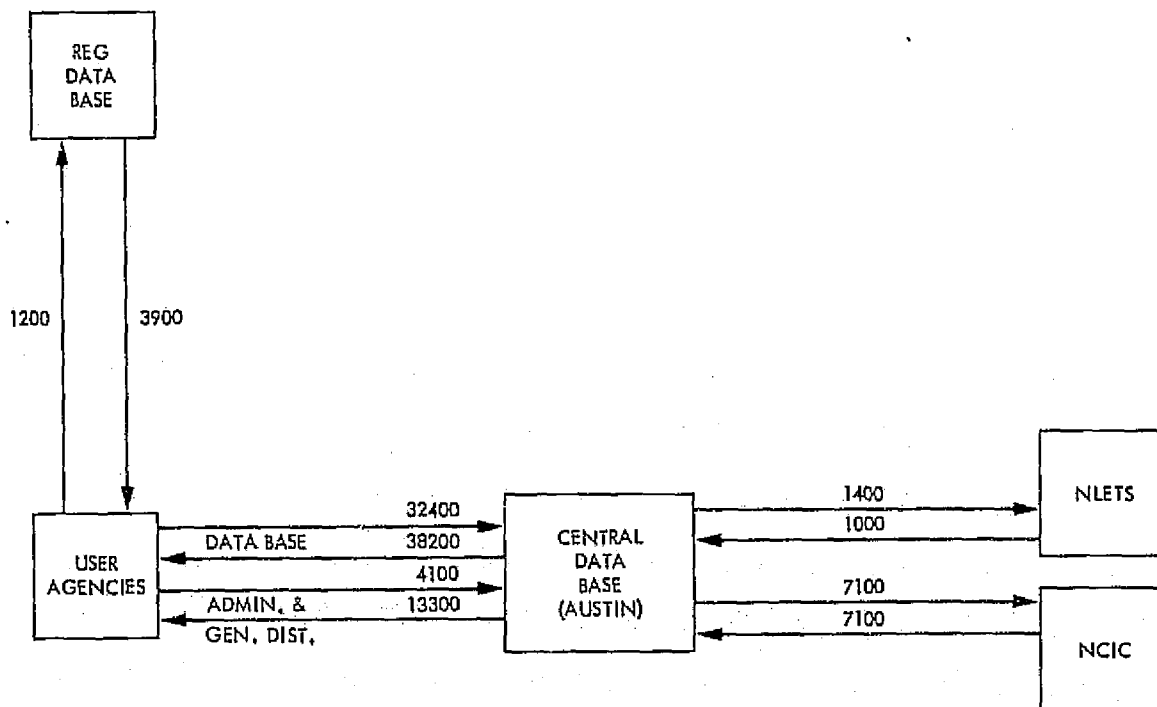 REG
DATA
BASE
1200
3900
USER
AGENCIES
32400
DATA BASE 38200
4100
ADMIN. & 13300
GEN. DIST.
CENTRAL
DATA
BASE
(AUSTIN)
1400
1000
7100
7100
NLETS
NCIC